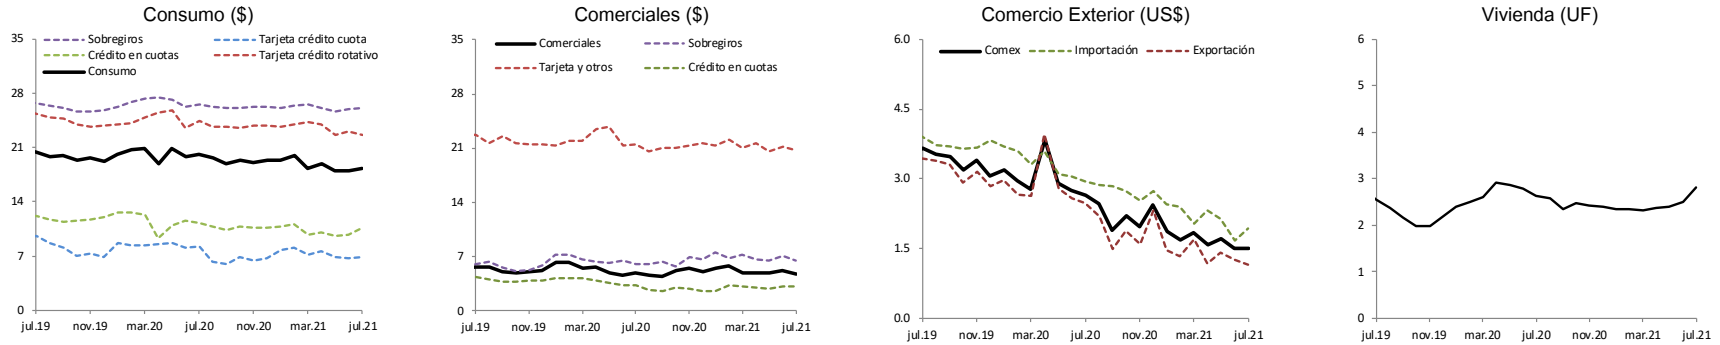 Consumo ($)
35
28
21
14
7
0
Sobregiros
Tarjeta crédito cuota
Crédito en cuotas
Tarjeta crédito rotativo
Consumo
jul.19 nov.19 mar.20 jul.20 nov.20 mar.21 jul.21
Comerciales ($)
35
28
21
14
7
0
Comerciales
Sobregiros
Tarjeta y otros
Crédito en cuotas
jul.19 nov.19 mar.20 jul.20 nov.20 mar.21 jul.21
Comercio Exterior (US$)
6.0
4.5
3.0
1.5
0.0
Comex
Importación
Exportación
jul.19 nov.19 mar.20 jul.20 nov.20 mar.21 jul.21
Vivienda (UF)
6
5
4
3
2
1
0
jul.19 nov.19 mar.20 jul.20 nov.20 mar.21 jul.21